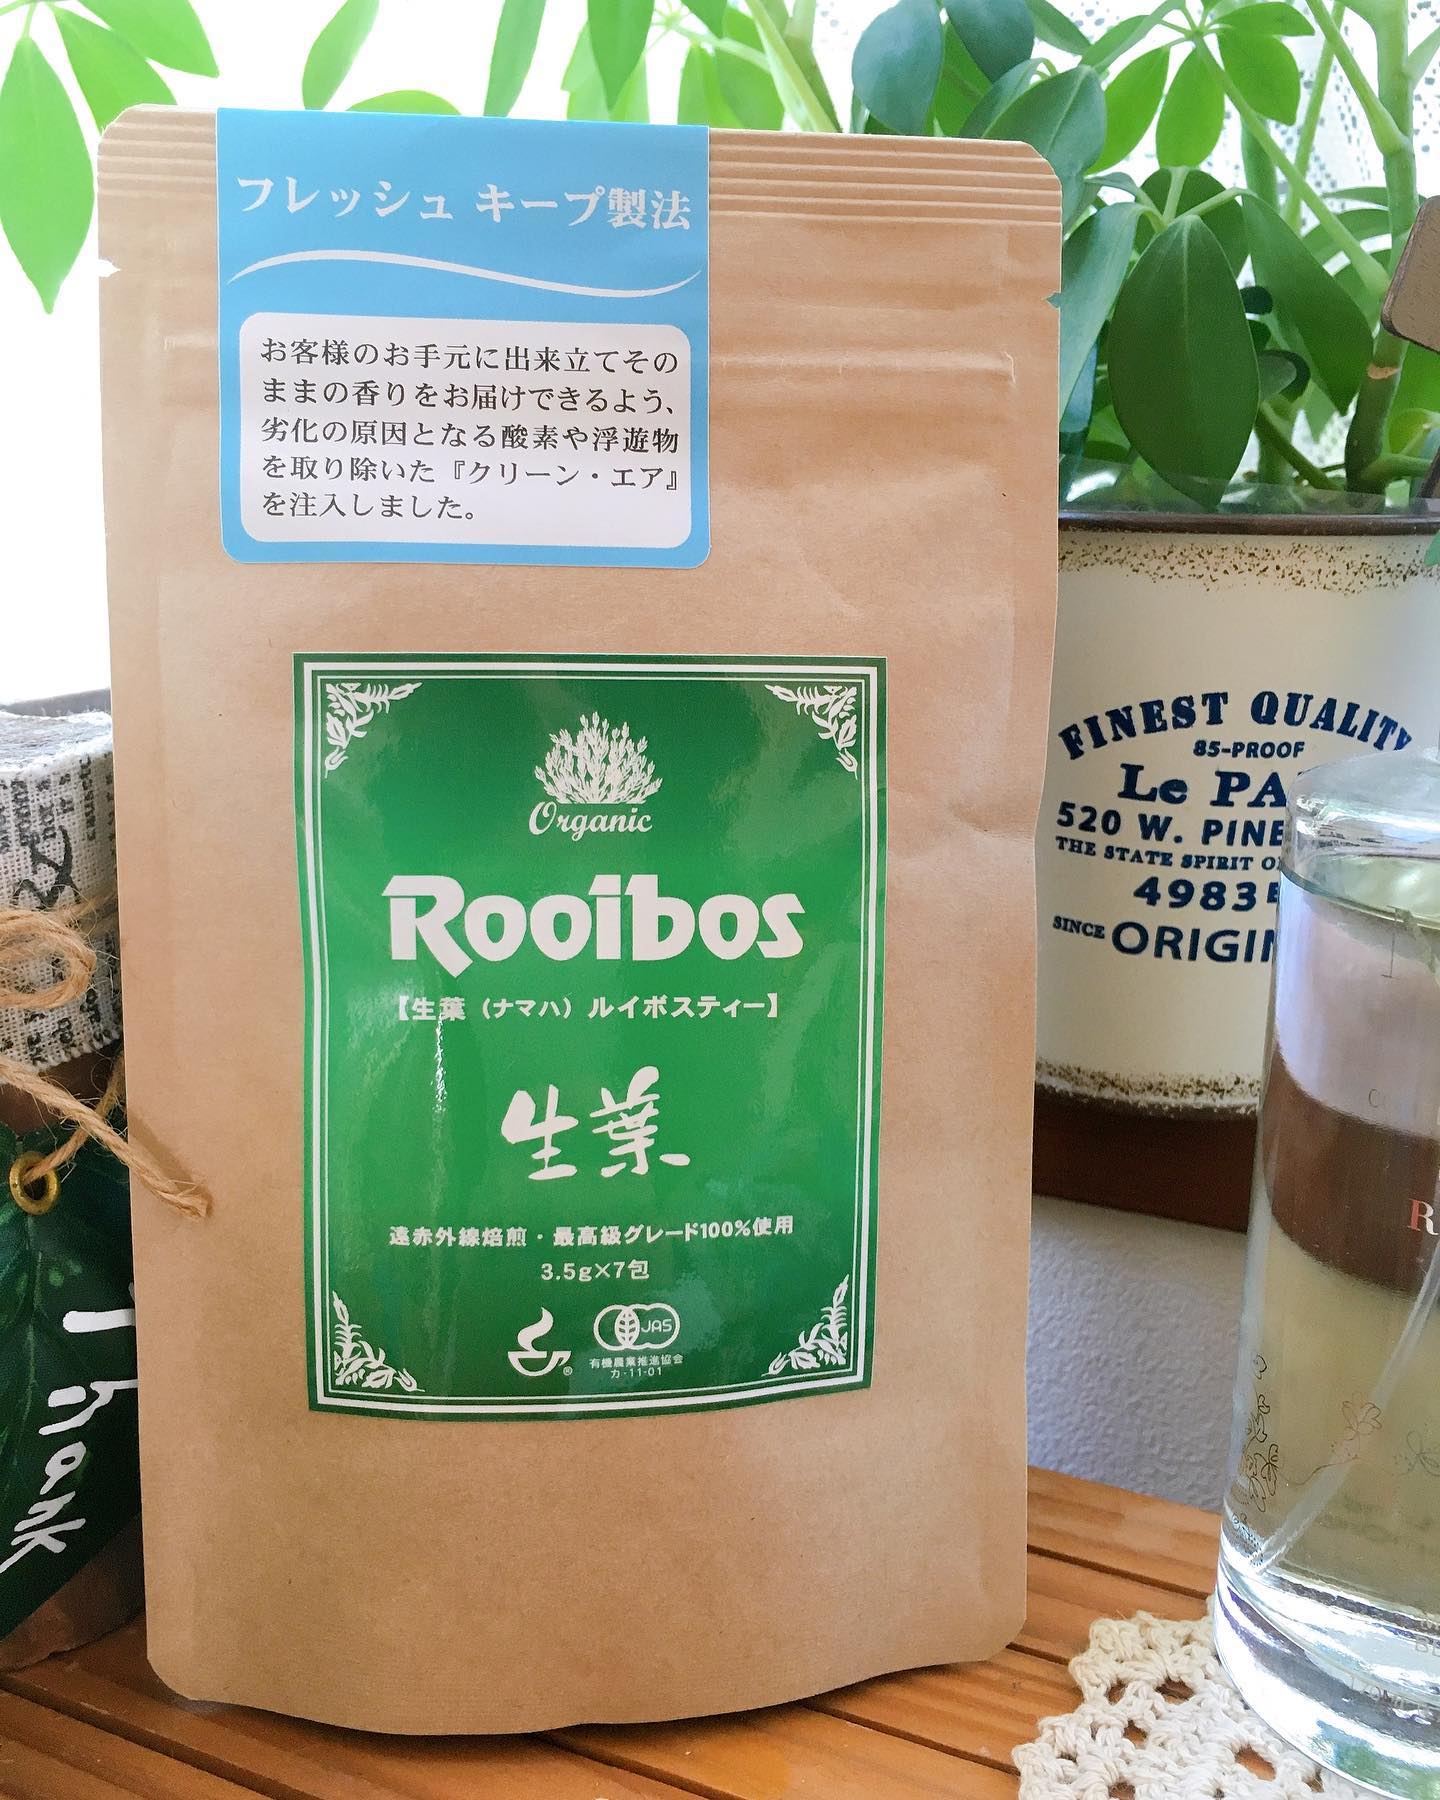 フレッシュ キープ製法
お客様のお手元に出来立てその
ままの香りをお届けできるよう、
劣化の原因となる酸素や浮遊物
を取り除いた『クリーン・エア』
を注入しました。
Organic
Rooibos
【生葉（ナマハ）ルイボスティー】
生葉
遠赤外線焙煎・最高級グレード100%使用
3.5g×7包
®
JAS
有機農業推進協会
カ-11-01
Thank
FINEST QUALITY
85-PROOF
Le PA
520 W. PINE
THE STATE SPIRIT O
4983
SINCE ORIGIN
R